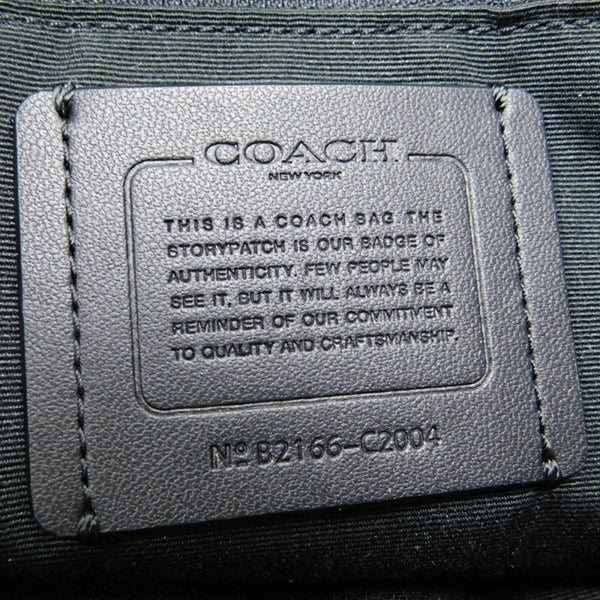 COACH
NEW YORK
THIS IS A COACH BAG THE
STORYPATCH IS OUR BADGE OF
AUTHENTICITY. FEW PEOPLE MAY
SEE IT, BUT IT WILL ALWAYS BE A
REMINDER OF OUR COMMITMENT
TO QUALITY AND CRAFTSMANSHIP.
Nº B2166-C2004